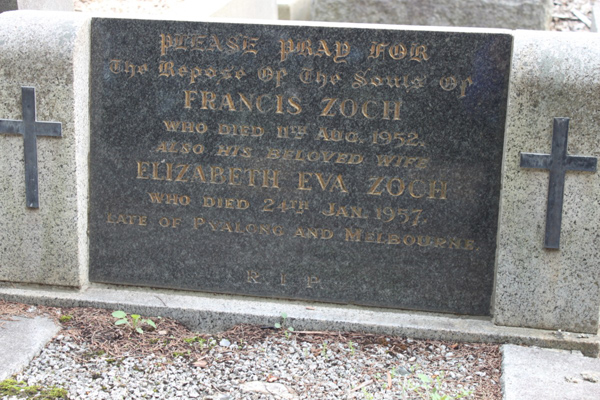 PLEASE PRAY FOR
The Repose Of The Souls Of
FRANCIS ZOCH
WHO DIED 11TH AUG. 1952.
ALSO HIS BELOVED WIFE
ELIZABETH EVA ZOCH
WHO DIED 24TH JAN. 1957.
LATE OF PYALONG AND MELBOURNE
R. I. P.